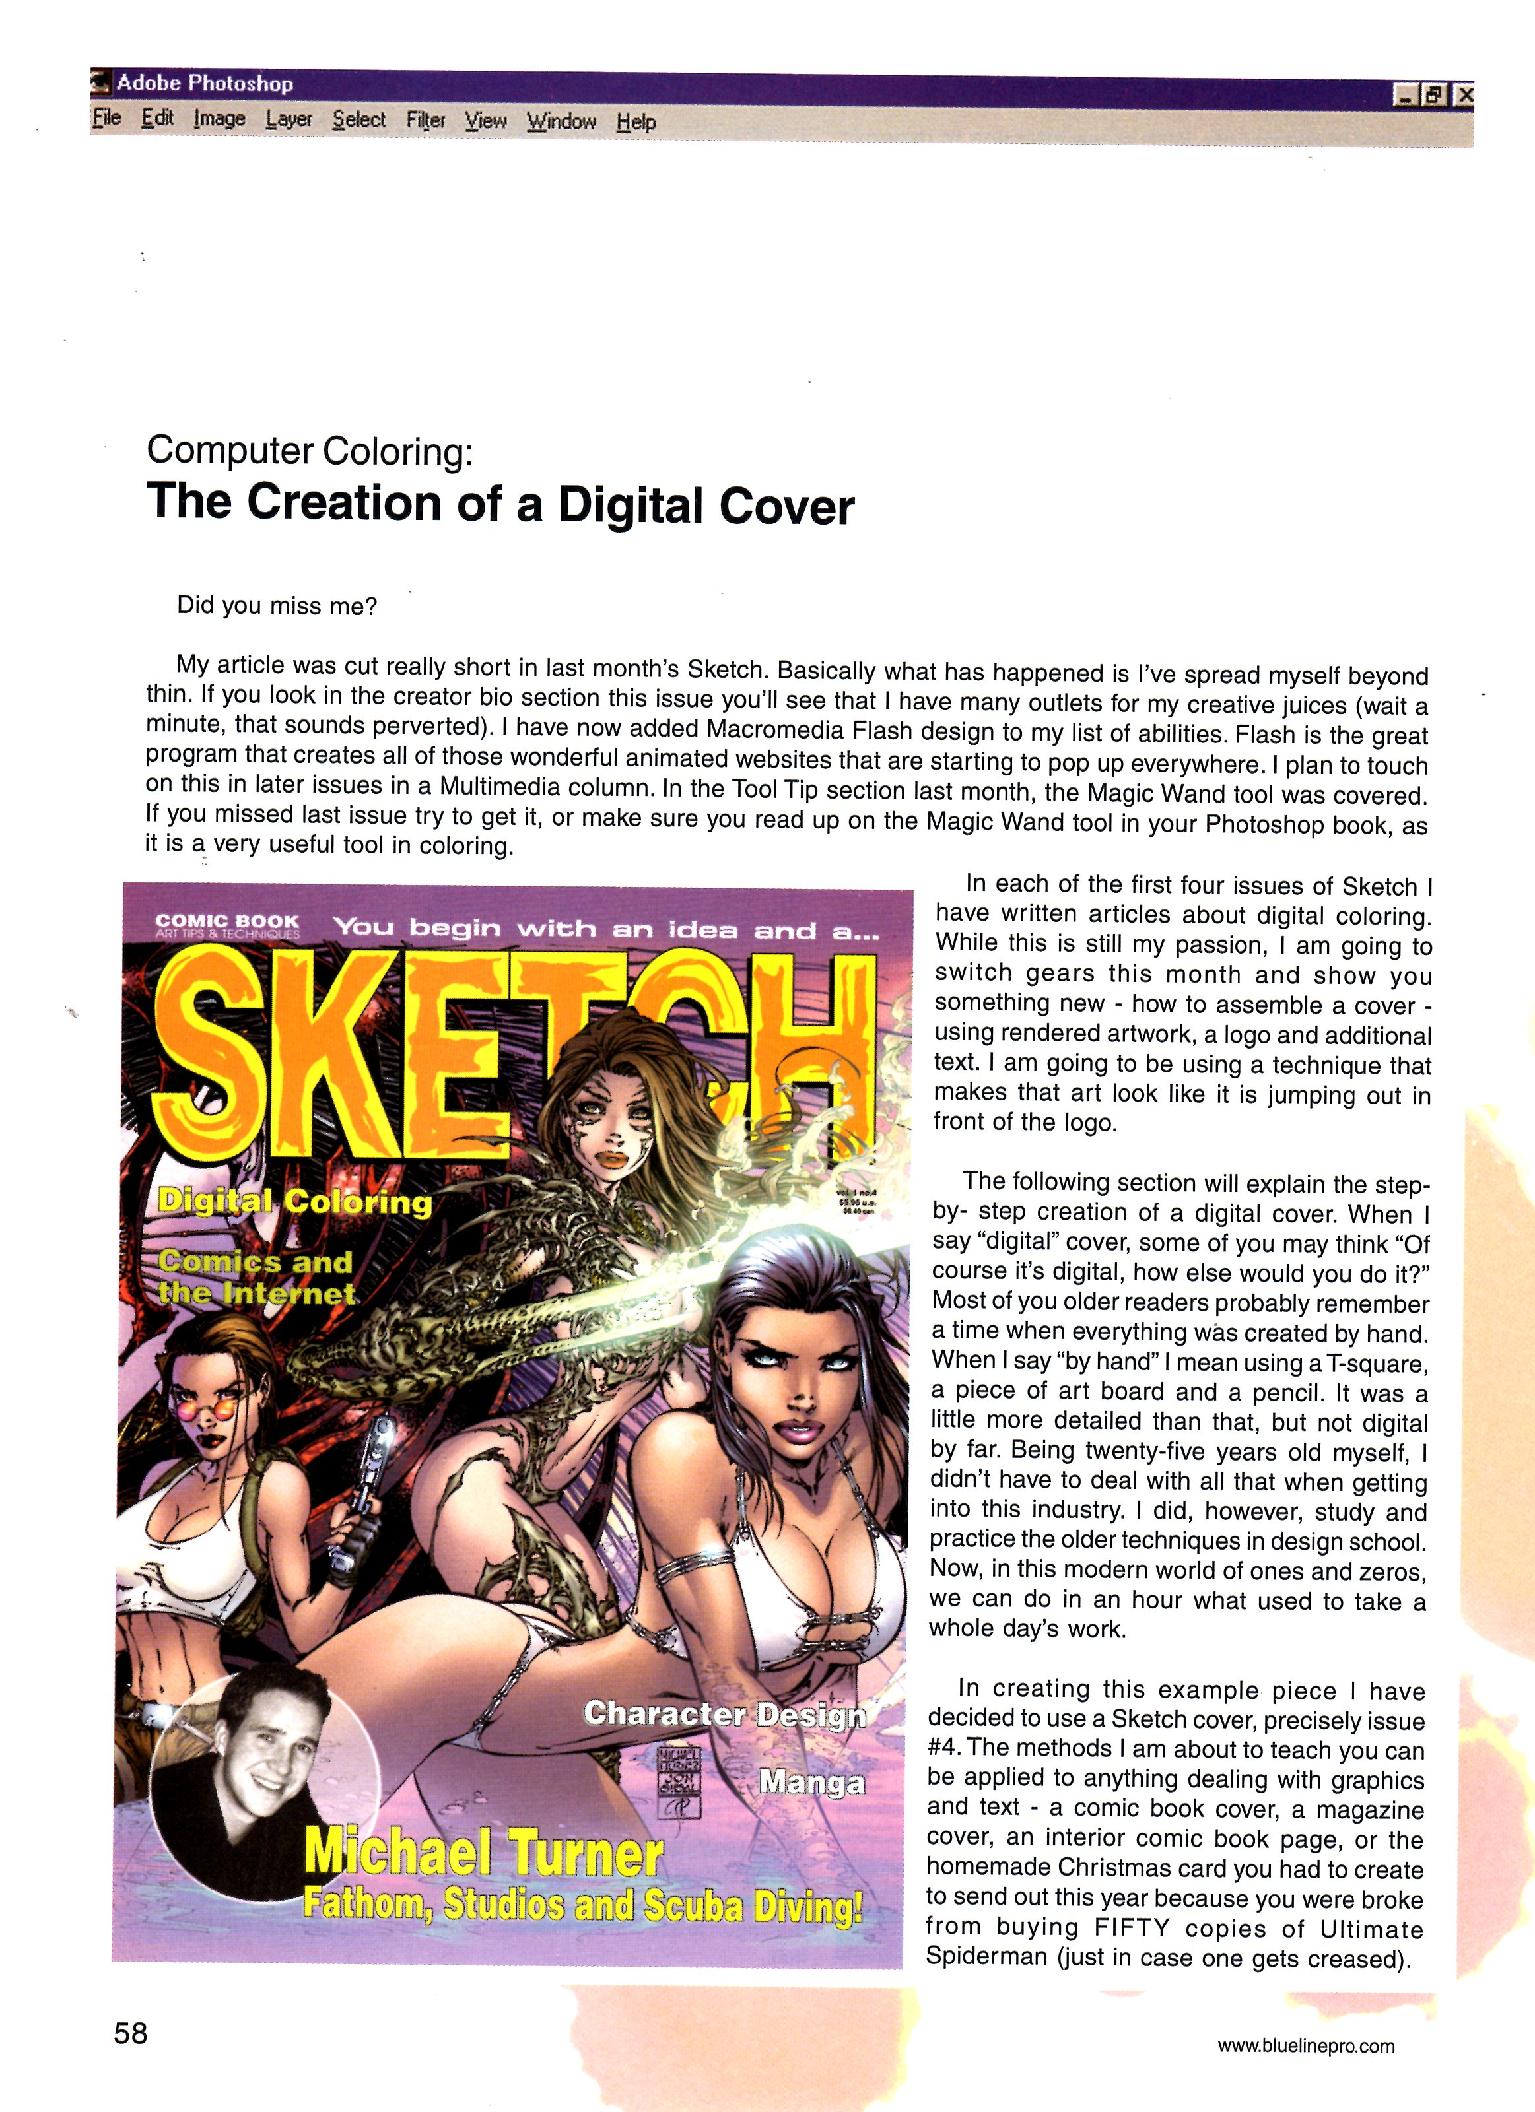 Adobe Photoshop
File Edit Image Layer Select Filter View Window Help
Computer Coloring:
The Creation of a Digital Cover
Did you miss me?
My article was cut really short in last month's Sketch. Basically what has happened is I've spread myself beyond
thin. If you look in the creator bio section this issue you'll see that I have many outlets for my creative juices (wait a
minute, that sounds perverted). I have now added Macromedia Flash design to my list of abilities. Flash is the great
program that creates all of those wonderful animated websites that are starting to pop up everywhere. I plan to touch
on this in later issues in a Multimedia column. In the Tool Tip section last month, the Magic Wand tool was covered.
If you missed last issue try to get it, or make sure you read up on the Magic Wand tool in your Photoshop book, as
it is a very useful tool in coloring.
COMIC BOOK
ART TIPS & TECHNIQUES
You begin with an idea and a...
SKETCH
vol. 1 no.4
$5.95 u.s.
Digital Coloring
Comics and
the Internet
Character Design
Manga
Michael Turner
Fathom, Studios and Scuba Diving!
In each of the first four issues of Sketch I
have written articles about digital coloring.
While this is still my passion, I am going to
switch gears this month and show you
something new - how to assemble a cover -
using rendered artwork, a logo and additional
text. I am going to be using a technique that
makes that art look like it is jumping out in
front of the logo.
The following section will explain the step-
by- step creation of a digital cover. When I
say "digital" cover, some of you may think "Of
course it's digital, how else would you do it?"
Most of you older readers probably remember
a time when everything was created by hand.
When I say "by hand" I mean using a T-square,
a piece of art board and a pencil. It was a
little more detailed than that, but not digital
by far. Being twenty-five years old myself, I
didn't have to deal with all that when getting
into this industry. I did, however, study and
practice the older techniques in design school.
Now, in this modern world of ones and zeros,
we can do in an hour what used to take a
whole day's work.
In creating this example piece I have
decided to use a Sketch cover, precisely issue
#4. The methods I am about to teach you can
be applied to anything dealing with graphics
and text - a comic book cover, a magazine
cover, an interior comic book page, or the
homemade Christmas card you had to create
to send out this year because you were broke
from buying FIFTY copies of Ultimate
Spiderman (just in case one gets creased).
58
www.bluelinepro.com